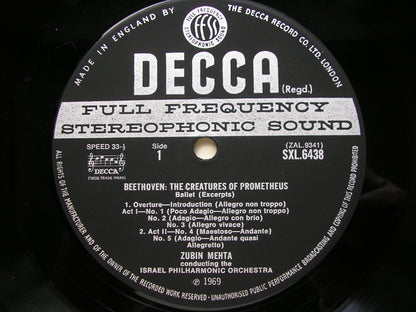 MADE IN ENGLAND BY
THE DECCA RECORD CO. LTD. LONDON.
FULL FREQUENCY
ffss
STEREOPHONIC SOUND
DECCA
(Regd.)
FULL FREQUENCY
STEREOPHONIC SOUND
SPEED 33⅓
Side
1
(ZAL.9341)
SXL.6438
DECCA
BEETHOVEN: THE CREATURES OF PROMETHEUS
Ballet (Excerpts)
1. Overture—Introduction (Allegro non troppo)
Act I—No. 1 (Poco Adagio—Allegro non troppo)
No. 2 (Adagio—Allegro con brio)
No. 3 (Allegro vivace)
2. Act II—No. 4 (Maestoso—Andante)
No. 5 (Adagio—Andante quasi
Allegretto)
ZUBIN MEHTA
conducting the
ISRAEL PHILHARMONIC ORCHESTRA
℗ 1969
ALL RIGHTS OF THE MANUFACTURER AND OF THE OWNER OF THE RECORDED WORK RESERVED · UNAUTHORISED PUBLIC PERFORMANCE BROADCASTING AND COPYING OF THIS RECORD PROHIBITED